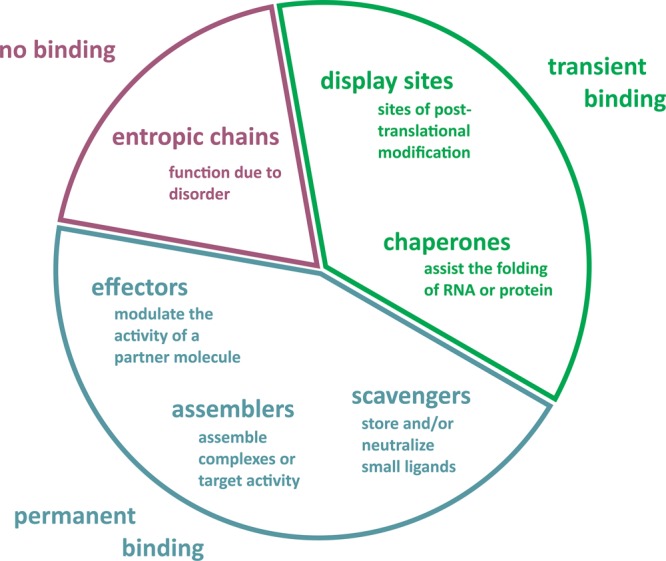 no binding
entropic chains
function due to
disorder
transient
binding
display sites
sites of post-
translational
modification
chaperones
assist the folding
of RNA or protein
effectors
modulate the
activity of a
partner molecule
assemblers
assemble
complexes or
target activity
scavengers
store and/or
neutralize
small ligands
permanent
binding